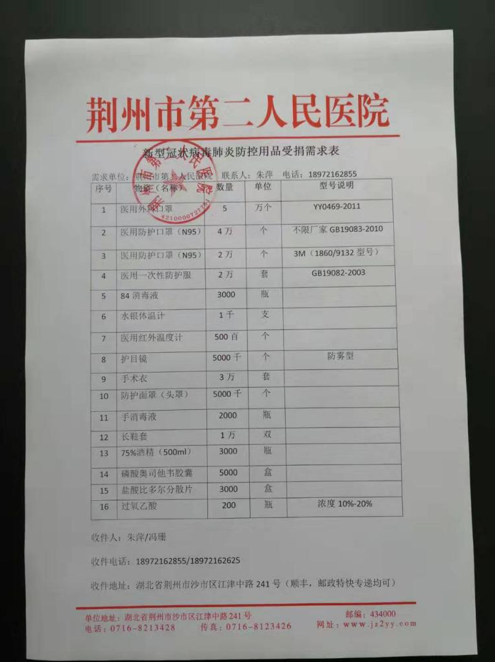 荆州市第二人民医院
新型冠状病毒肺炎防控用品受捐需求表
需求单位: 荆州市第二人民医院 联系人: 朱萍 电话: 18972162855
序号 物资(名称) 数量 单位 型号说明
1 医用外科口罩 5 万个 YY0469-2011
2 医用防护口罩(N95) 4万 个 不限厂家 GB19083-2010
3 医用防护口罩(N95) 2万 个 3M(1860/9132 型号)
4 医用一次性防护服 2万 套 GB19082-2003
5 84 消毒液 3000 瓶
6 水银体温计 1千 支
7 医用红外温度计 500百 个
8 护目镜 5000千 个 防雾型
9 手术衣 3万 套
10 防护面罩(头罩) 5000千 个
11 手消毒液 2000 瓶
12 长鞋套 1万 双
13 75%酒精(500ml) 3000 瓶
14 磷酸奥司他韦胶囊 5000 盒
15 盐酸比多尔分散片 3000 盒
16 过氧乙酸 200 瓶 浓度 10%-20%
收件人: 朱萍/冯珊
收件电话: 18972162855/18972162625
收件地址: 湖北省荆州市沙市区江津中路 241 号(顺丰, 邮政特快专递均可)
单位地址: 湖北省荆州市沙市区江津中路241号 邮编: 434000
电话: 0716-8213428 传真: 0716-8123426 网址: www.jz2yy.com